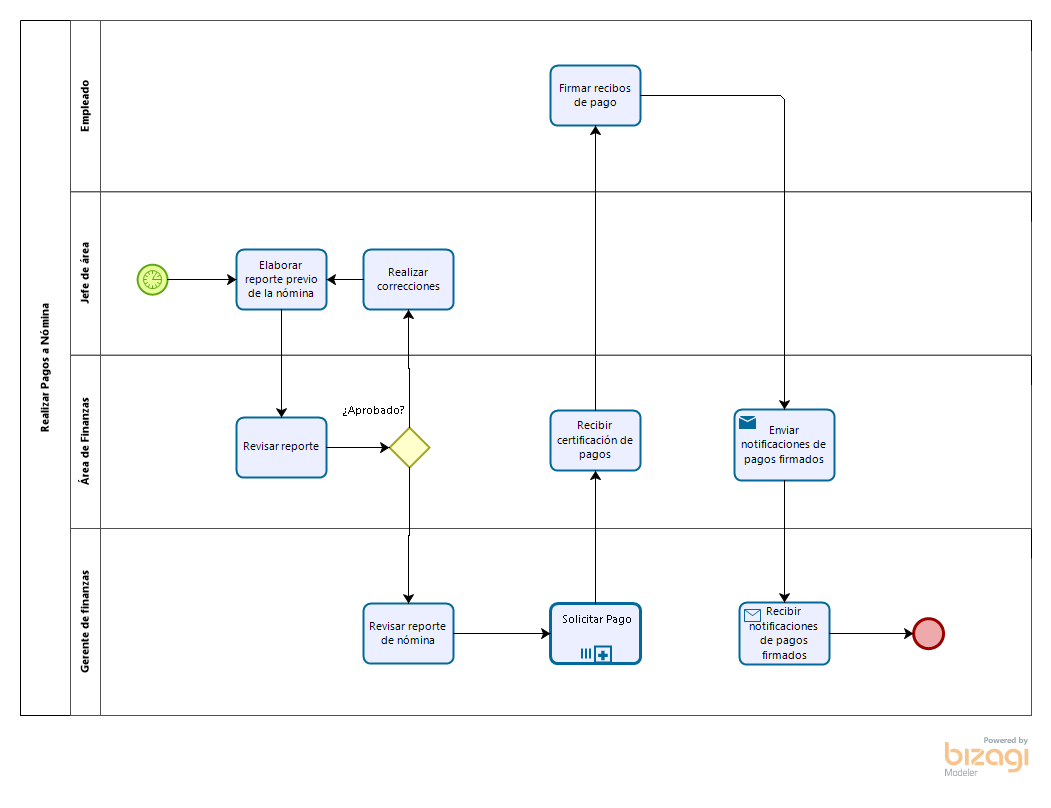 Realizar Pagos a Nómina
Empleado
Firmar recibos
de pago
Jefe de área
Elaborar
reporte previo
de la nómina
Realizar
correcciones
Área de Finanzas
Revisar reporte
¿Aprobado?
Recibir
certificación de
pagos
Enviar
notificaciones de
pagos firmados
Gerente de finanzas
Revisar reporte
de nómina
Solicitar Pago
Recibir
notificaciones
de pagos
firmados
Powered by
bizagi
Modeler